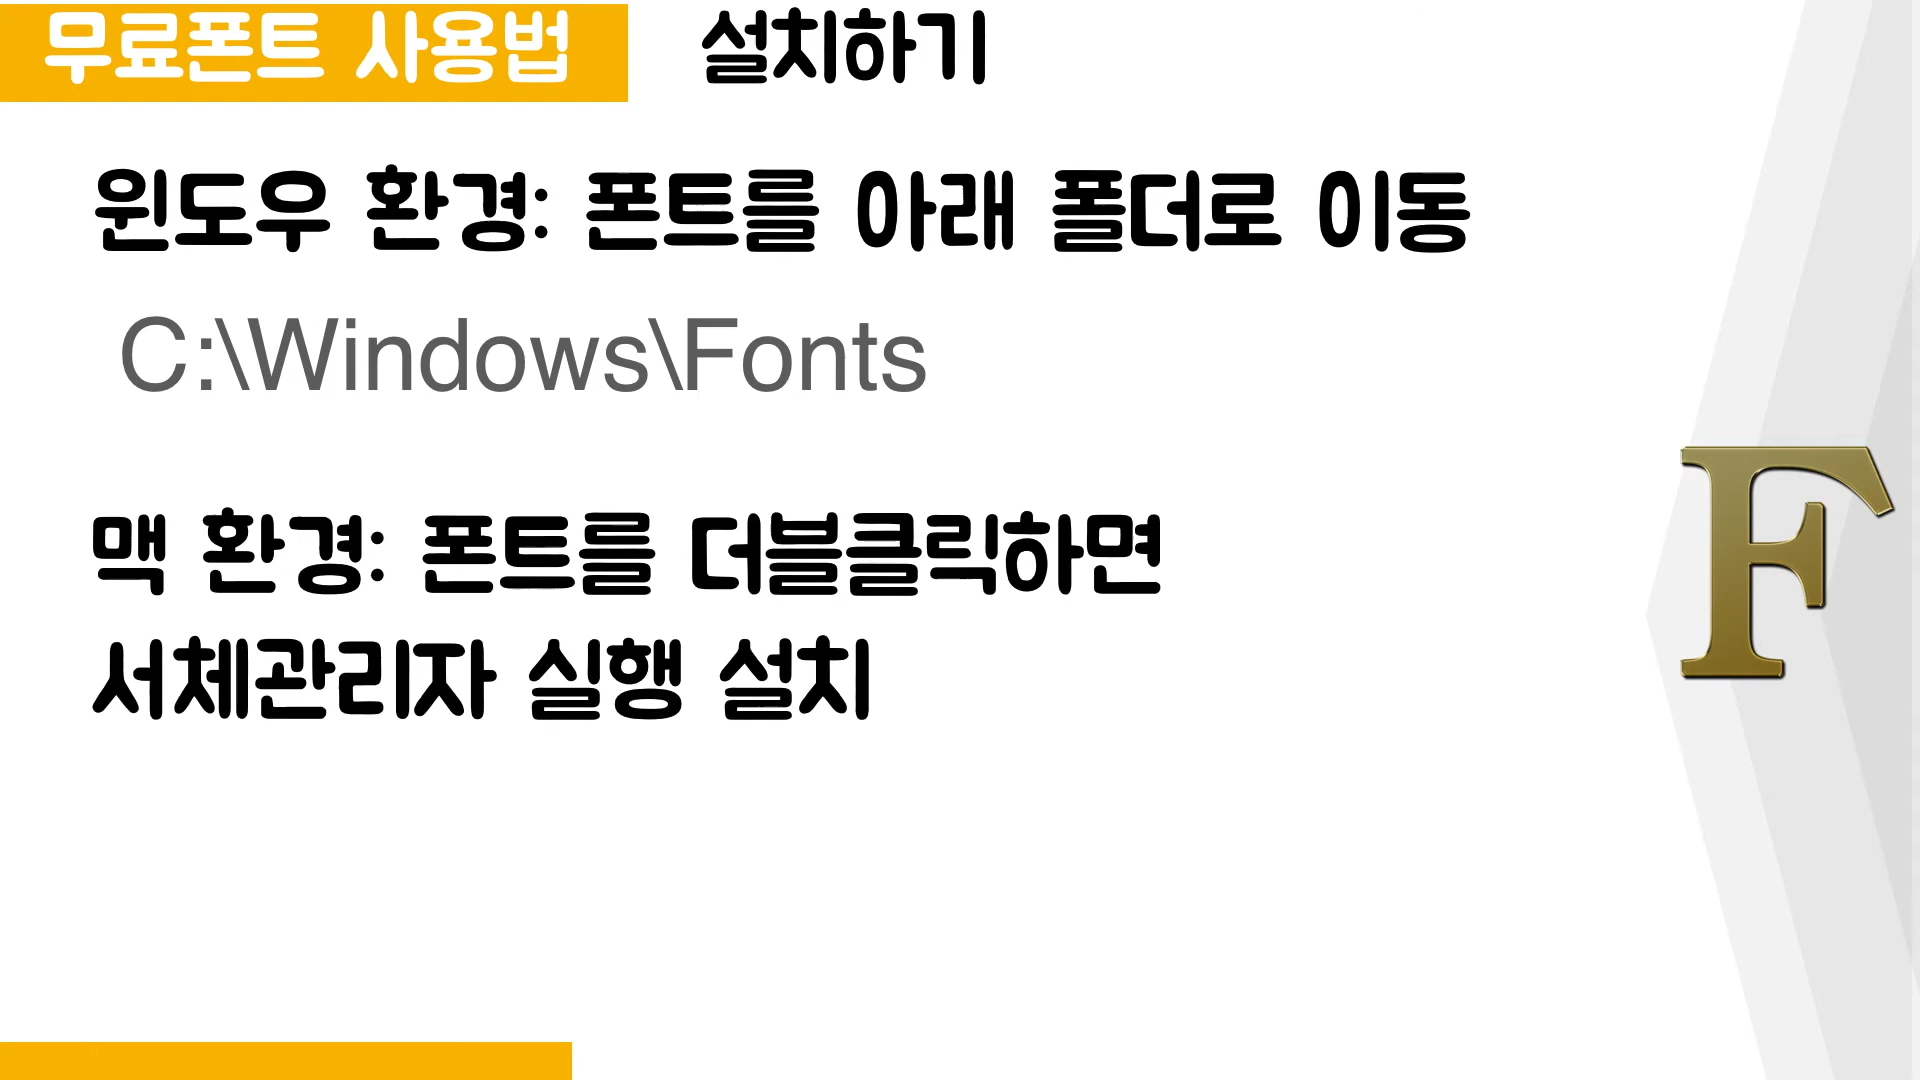 무료폰트 사용법 설치하기
윈도우 환경: 폰트를 아래 폴더로 이동
C:\Windows\Fonts
맥 환경: 폰트를 더블클릭하면
서체관리자 실행 설치
F